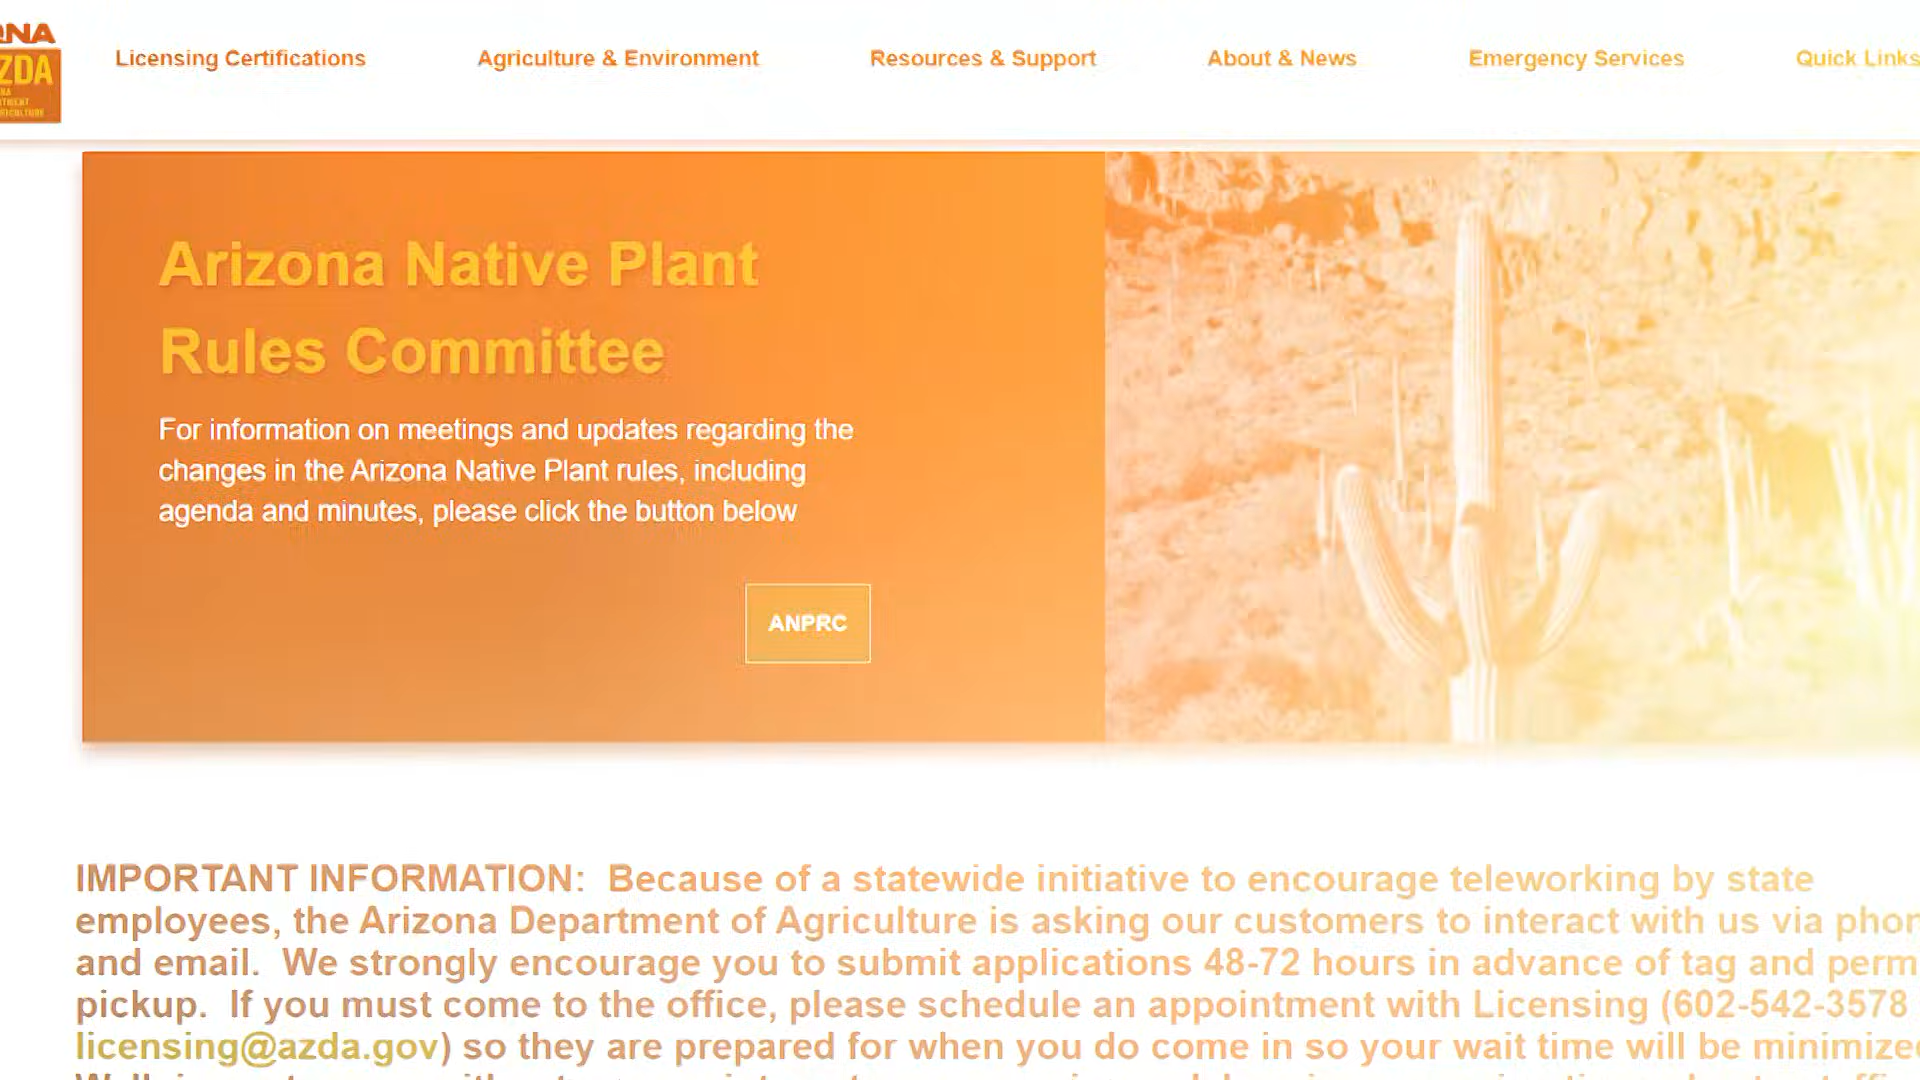 Licensing Certifications Agriculture & Environment Resources & Support About & News Emergency Services Quick Links
Arizona Native Plant
Rules Committee
For information on meetings and updates regarding the
changes in the Arizona Native Plant rules, including
agenda and minutes, please click the button below
ANPRC
IMPORTANT INFORMATION: Because of a statewide initiative to encourage teleworking by state
employees, the Arizona Department of Agriculture is asking our customers to interact with us via
and email. We strongly encourage you to submit applications 48-72 hours in advance of tag and
pickup. If you must come to the office, please schedule an appointment with Licensing (602-542-3578
licensing@azda.gov) so they are prepared for when you do come in so your wait time will be